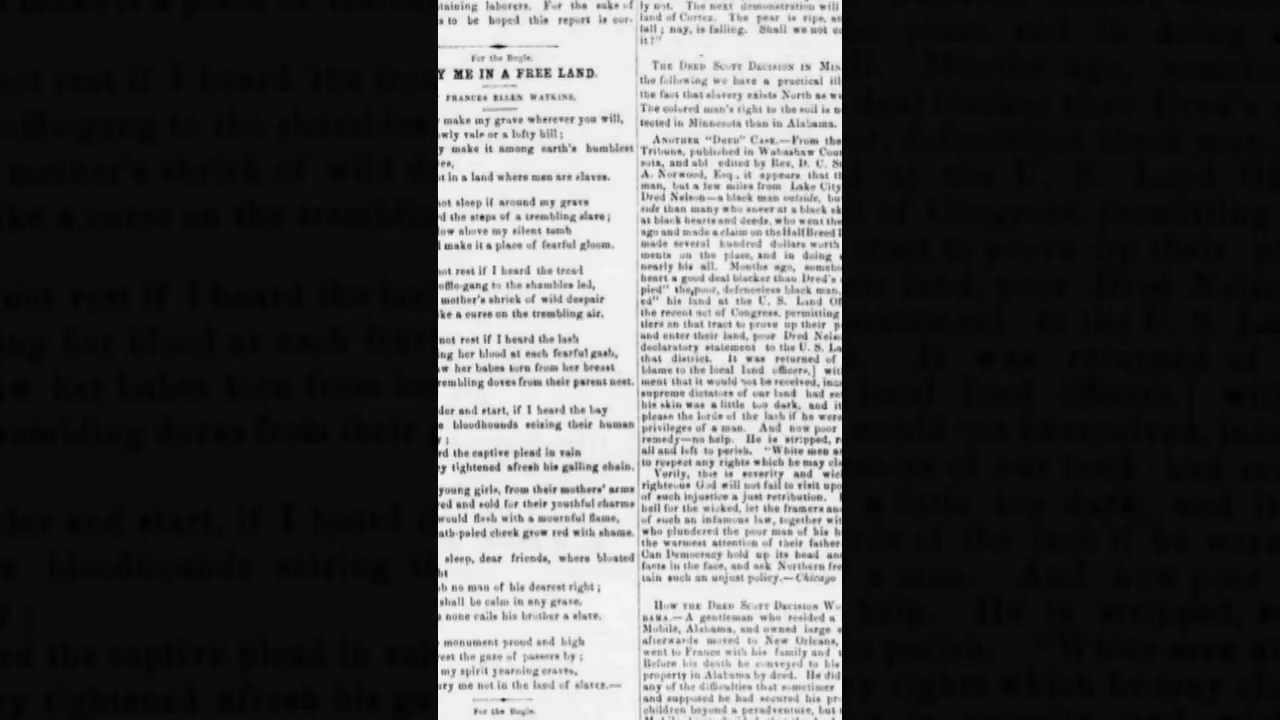 taining laborers. For the sake of
s to be hoped this report is cor-
For the Bugle.
Y ME IN A FREE LAND.
FRANCES ELLEN WATKINS.
make my grave wherever you will,
wly vale or a lofty hill;
y make it among earth's humblest
es,
t in a land where men are slaves.
not sleep if around my grave
d the steps of a trembling slave;
ow above my silent tomb
make it a place of fearful gloom.
not rest if I heard the tread
offle-gang to the shambles led,
mother's shriek of wild despair
ke a curse on the trembling air.
not rest if I heard the lash
ing her blood at each fearful gash,
w her babes torn from her breast
rembling doves from their parent nest.
der and start, if I heard the bay
e bloodhounds seizing their human
y;
rd the captive plead in vain
ey tightened afresh his galling chain.
young girls, from their mothers' arms
ed and sold for their youthful charms
would flash with a mournful flame,
ath-paled cheek grow red with shame.
sleep, dear friends, where bloated
ht
b no man of his dearest right;
shall be calm in any grave,
e none calls his brother a slave.
monument proud and high
rest the gaze of passers by;
my spirit yearning craves,
ry me not in the land of slaves.—
For the Bugle.
ly not. The next demonstration will
land of Cortez. The pear is ripe, an
fall; nay, is falling. Shall we not c
it?"
The Dred Scott Decision in Min
the following we have a practical ill
the fact that slavery exists North as w
The colored man's right to the soil is n
tected in Minnesota than in Alabama.
Another "Dred" Case.—From the
Tribune, published in Wabashaw Cou
sota, and abl edited by Rev. D. C. S
A. Norwood, Esq., it appears that t
man, but a few miles from Lake City
Dred Nelson—a black man outside, bu
side than many who sneer at a black sk
at black hearts and deeds, who went the
ago and made a claim on the Half Breed
made several hundred dollars worth
ments on the place, and in doing
nearly his all. Months ago, somebo
heart a good deal blacker than Dred's
pied" the poor, defenceless black man,
ed" his land at the U. S. Land Of
the recent act of Congress, permitting
tlers on that tract to prove up their p
and enter their land, poor Dred Nels
declaratory statement to the U. S. La
that district. It was returned of
blame to the local land officers,] wit
ment that it would not be received, ina
supreme dictators of our land had se
his skin was a little too dark, and it
please the lords of the lash if he were
privileges of a man. And now poor
remedy—no help. He is stripped, r
all and left to perish. "White men a
to respect any rights which he may cla
Verily, this is severity and wic
righteous God will not fail to visit upo
of such injustice a just retribution.
hell for the wicked, let the framers an
of such an infamous law, together wit
who plundered the poor man of his h
the warmest attention of their father
Can Democracy hold up its head an
facts in the face, and ask Northern fre
tain such an unjust policy.—Chicago
How the Dred Scott Decision Wo
bama.—A gentleman who resided a
Mobile, Alabama, and owned large
afterwards moved to New Orleans,
went to France with his family and
Before his death he conveyed to his
property in Alabama by deed. He did
any of the difficulties that sometimes
and supposed he had secured his pr
children beyond a peradventure, but